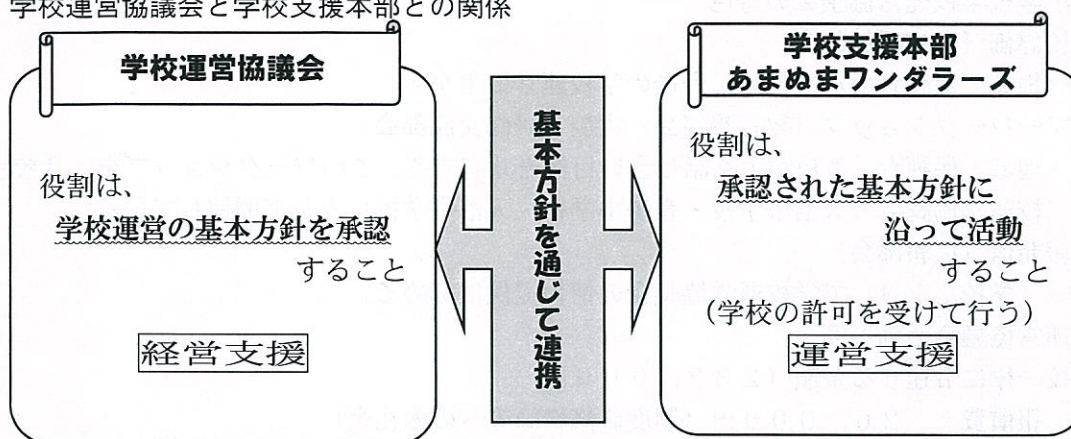 学校運営協議会と学校支援本部との関係
学校運営協議会
役割は、
学校運営の基本方針を承認
すること
経営支援
基本方針を通じて連携
学校支援本部
あまぬまワンダラーズ
役割は、
承認された基本方針に
沿って活動
すること
(学校の許可を受けて行う)
運営支援